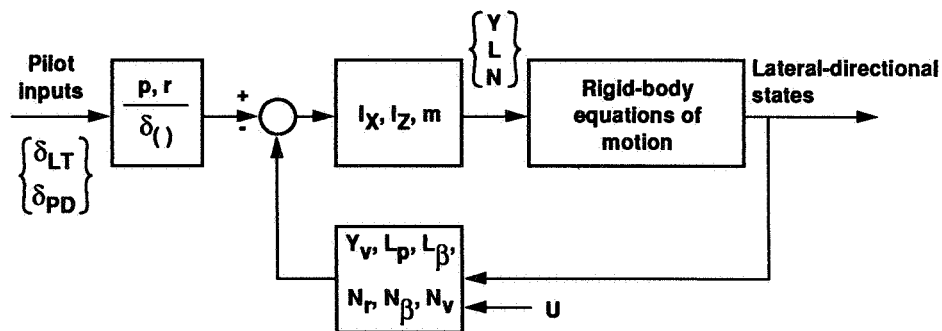 Pilot
inputs
{δLT
δPD}
p, r
δ( )
+
-
IX, IZ, m
{Y
L
N}
Rigid-body
equations of
motion
Lateral-directional
states
Yv, Lp, Lβ,
Nr, Nβ, Nv
U